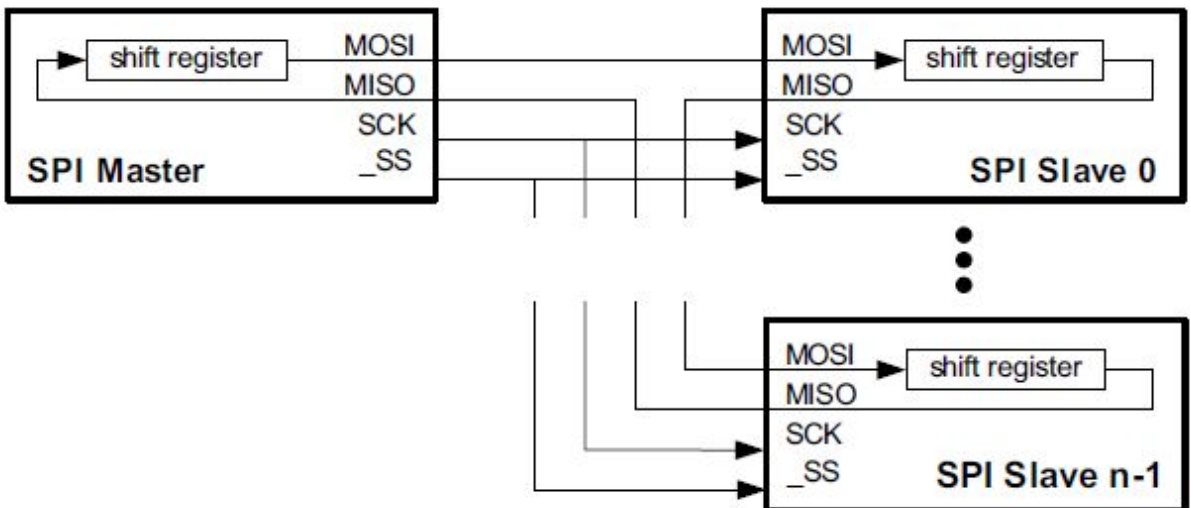 shift register
MOSI
MISO
SCK
_SS
SPI Master
MOSI
shift register
MISO
SCK
_SS
SPI Slave 0
MOSI
shift register
MISO
SCK
_SS
SPI Slave n-1